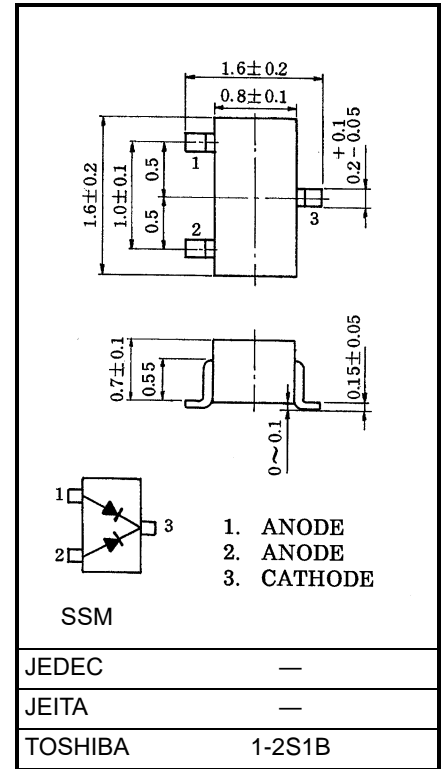 1.6±0.2
0.8±0.1
+ 0.1
0.2 - 0.05
1.6±0.2
1.0±0.1
0.5
0.5
1
2
3
0.7±0.1
0.55
0~0.1
0.15±0.05
1
2
3
1. ANODE
2. ANODE
3. CATHODE
SSM
JEDEC —
JEITA —
TOSHIBA 1-2S1B